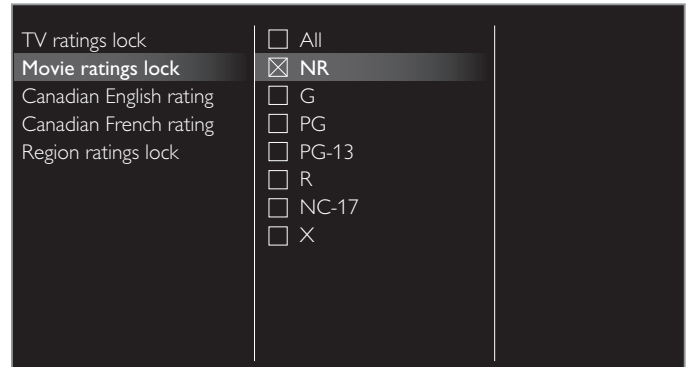 TV ratings lock
Movie ratings lock
Canadian English rating
Canadian French rating
Region ratings lock
All
NR
G
PG
PG-13
R
NC-17
X